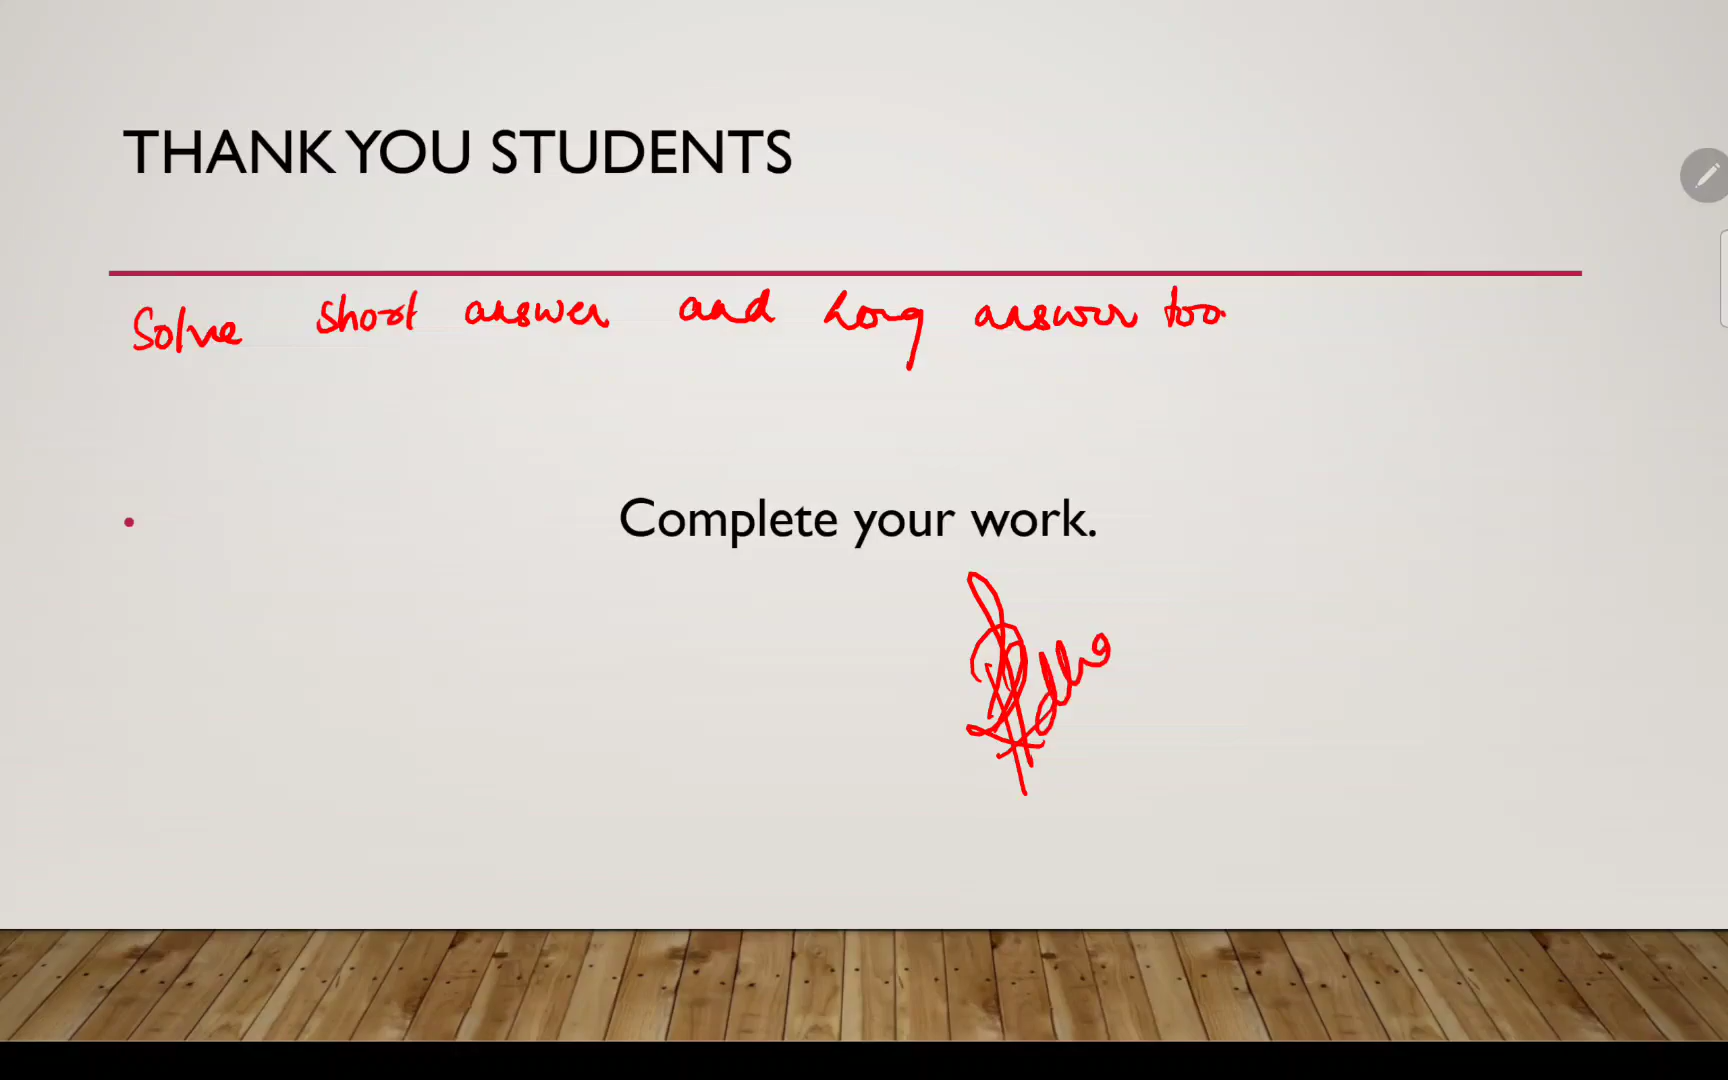 THANK YOU STUDENTS
Solve short answer and Long answer too.
Complete your work.